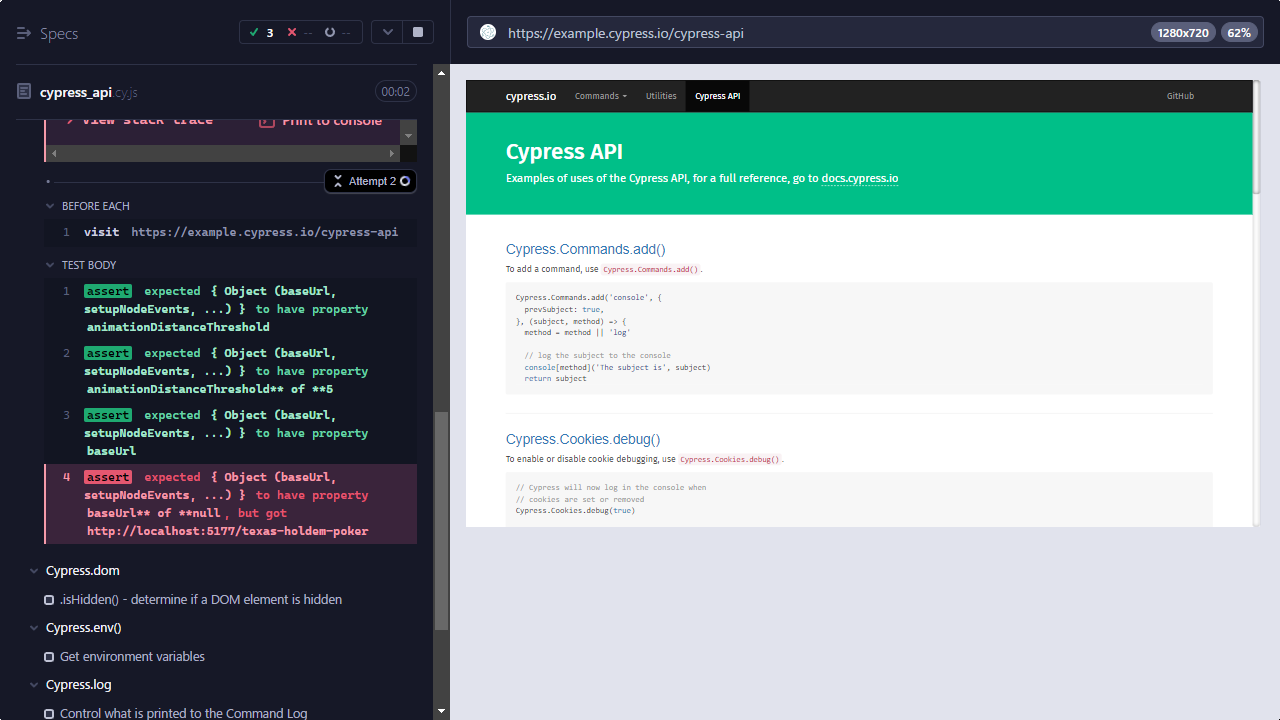 Specs
3
--
--
https://example.cypress.io/cypress-api
1280x720
62%
cypress_api.cy.js
00:02
View stack trace
Print to console
Attempt 2
BEFORE EACH
1 visit https://example.cypress.io/cypress-api
TEST BODY
1 assert expected { Object (baseUrl,
setupNodeEvents, ...) } to have property
animationDistanceThreshold
2 assert expected { Object (baseUrl,
setupNodeEvents, ...) } to have property
animationDistanceThreshold** of **5
3 assert expected { Object (baseUrl,
setupNodeEvents, ...) } to have property
baseUrl
4 assert expected { Object (baseUrl,
setupNodeEvents, ...) } to have property
baseUrl** of **null, but got
http://localhost:5177/texas-holdem-poker
Cypress.dom
.isHidden() - determine if a DOM element is hidden
Cypress.env()
Get environment variables
Cypress.log
Control what is printed to the Command Log
cypress.io
Commands
Utilities
Cypress API
GitHub
Cypress API
Examples of uses of the Cypress API, for a full reference, go to docs.cypress.io
Cypress.Commands.add()
To add a command, use Cypress.Commands.add().
Cypress.Commands.add('console', {
prevSubject: true,
}, (subject, method) => {
method = method || 'log'
// log the subject to the console
console[method]('The subject is', subject)
return subject
Cypress.Cookies.debug()
To enable or disable cookie debugging, use Cypress.Cookies.debug().
// Cypress will now log in the console when
// cookies are set or removed
Cypress.Cookies.debug(true)